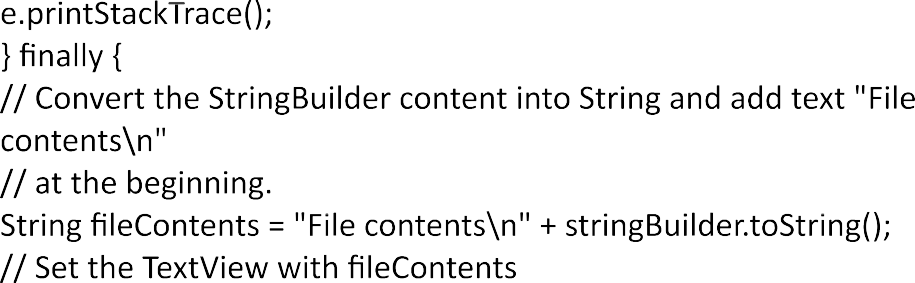 e.printStackTrace();
} finally {
// Convert the StringBuilder content into String and add text "File
contents\n"
// at the beginning.
String fileContents = "File contents\n" + stringBuilder.toString();
// Set the TextView with fileContents